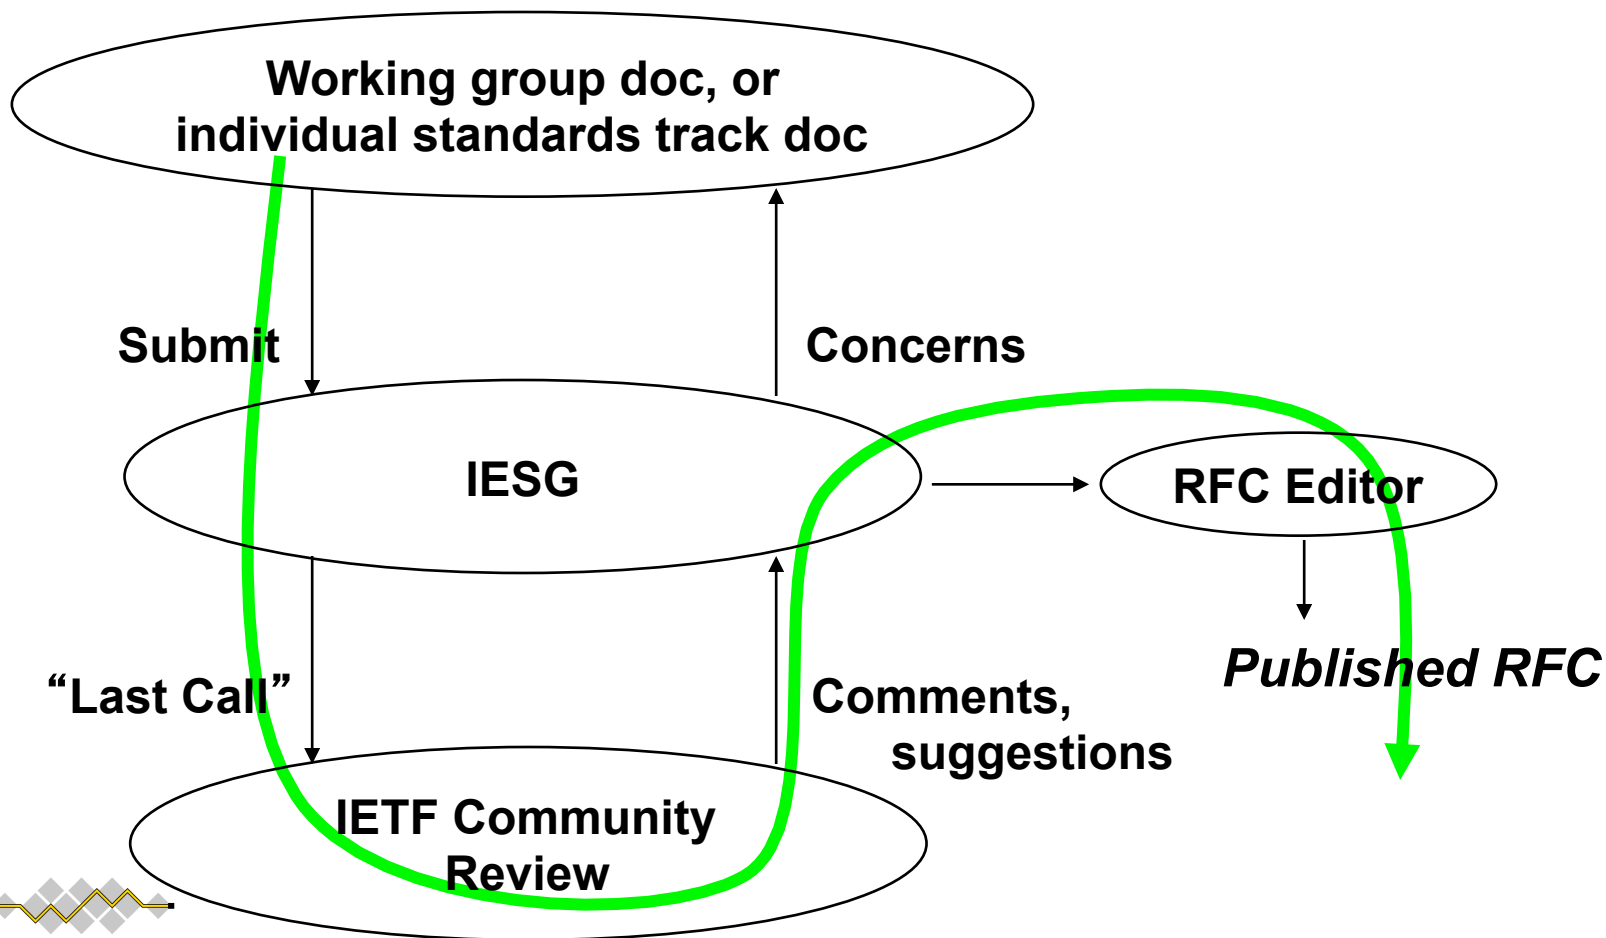 Working group doc, or
individual standards track doc
Submit
Concerns
IESG
RFC Editor
“Last Call”
Comments,
suggestions
Published RFC
IETF Community
Review